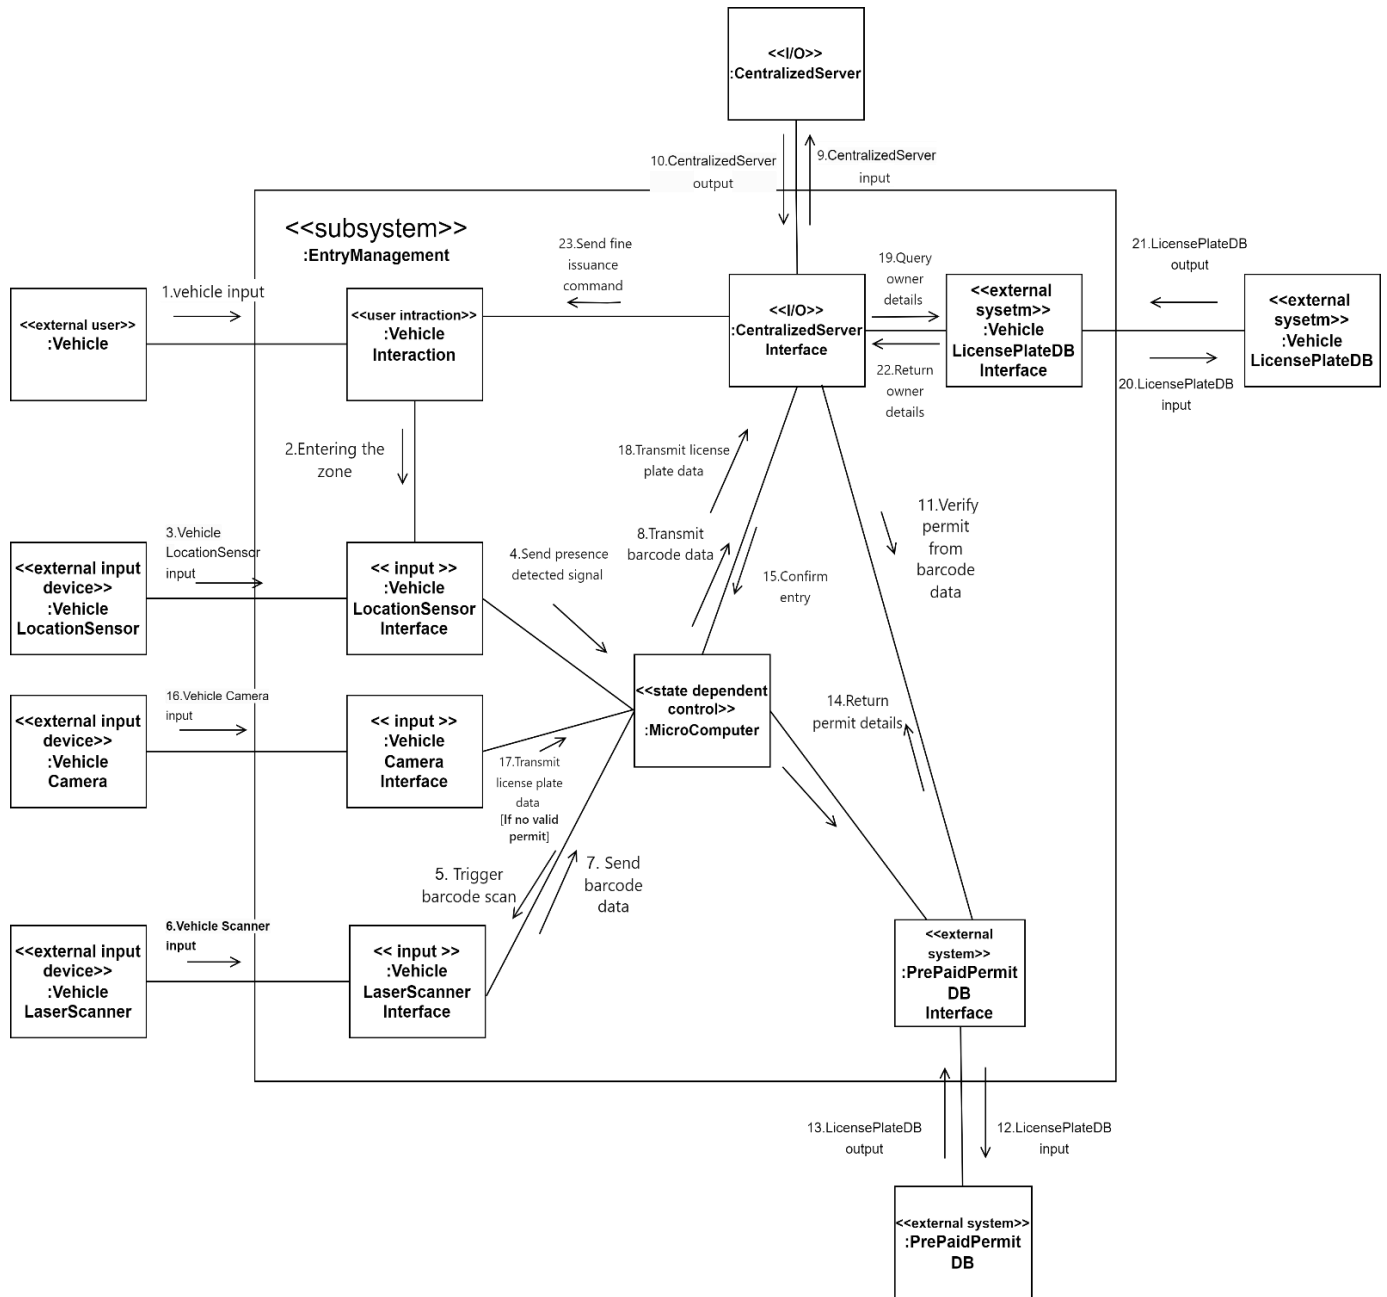 <<I/O>>
:CentralizedServer
10.CentralizedServer
output
9.CentralizedServer
input
<<subsystem>>
:EntryManagement
23.Send fine
issuance
command
19.Query
owner
details
21.LicensePlateDB
output
1.vehicle input
<<external user>>
:Vehicle
<<user intraction>>
:Vehicle
Interaction
<<I/O>>
:CentralizedServer
Interface
<<external
sysetm>>
:Vehicle
LicensePlateDB
Interface
<<external
sysetm>>
:Vehicle
LicensePlateDB
22.Return
owner
details
20.LicensePlateDB
input
2.Entering the
zone
18.Transmit license
plate data
3.Vehicle
LocationSensor
input
4.Send presence
detected signal
8.Transmit
barcode data
15.Confirm
entry
11.Verify
permit
from
barcode
data
<<external input
device>>
:Vehicle
LocationSensor
<< input >>
:Vehicle
LocationSensor
Interface
16.Vehicle Camera
input
<<state dependent
control>>
:MicroComputer
14.Return
permit details
<<external input
device>>
:Vehicle
Camera
<< input >>
:Vehicle
Camera
Interface
17.Transmit
license plate
data
[If no valid
permit]
5. Trigger
barcode scan
7. Send
barcode
data
6.Vehicle Scanner
input
<<external input
device>>
:Vehicle
LaserScanner
<< input >>
:Vehicle
LaserScanner
Interface
<<external
system>>
:PrePaidPermit
DB
Interface
13.LicensePlateDB
output
12.LicensePlateDB
input
<<external system>>
:PrePaidPermit
DB